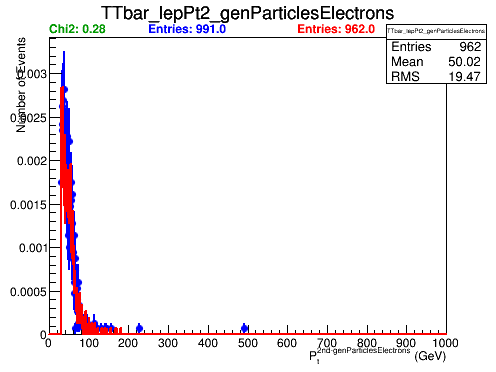 TTbar_lepPt2_genParticlesElectrons
Chi2: 0.28 Entries: 991.0 Entries: 962.0
TTbar_lepPt2_genParticlesElectrons
Entries 962
Mean 50.02
RMS 19.47
Number of Events
0.003
0.0025
0.002
0.0015
0.001
0.0005
0
0 100 200 300 400 500 600 700 800 900 1000
P_t^2nd-genParticlesElectrons (GeV)